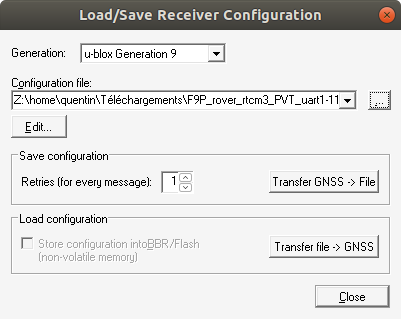 Load/Save Receiver Configuration
Generation: u-blox Generation 9
Configuration file:
Z:\home\quentin\Téléchargements\F9P_rover_rtcm3_PVT_uart1-11 ...
Edit...
Save configuration
Retries (for every message): 1 Transfer GNSS -> File
Load configuration
Store configuration intoBBR/Flash
(non-volatile memory) Transfer file -> GNSS
Close